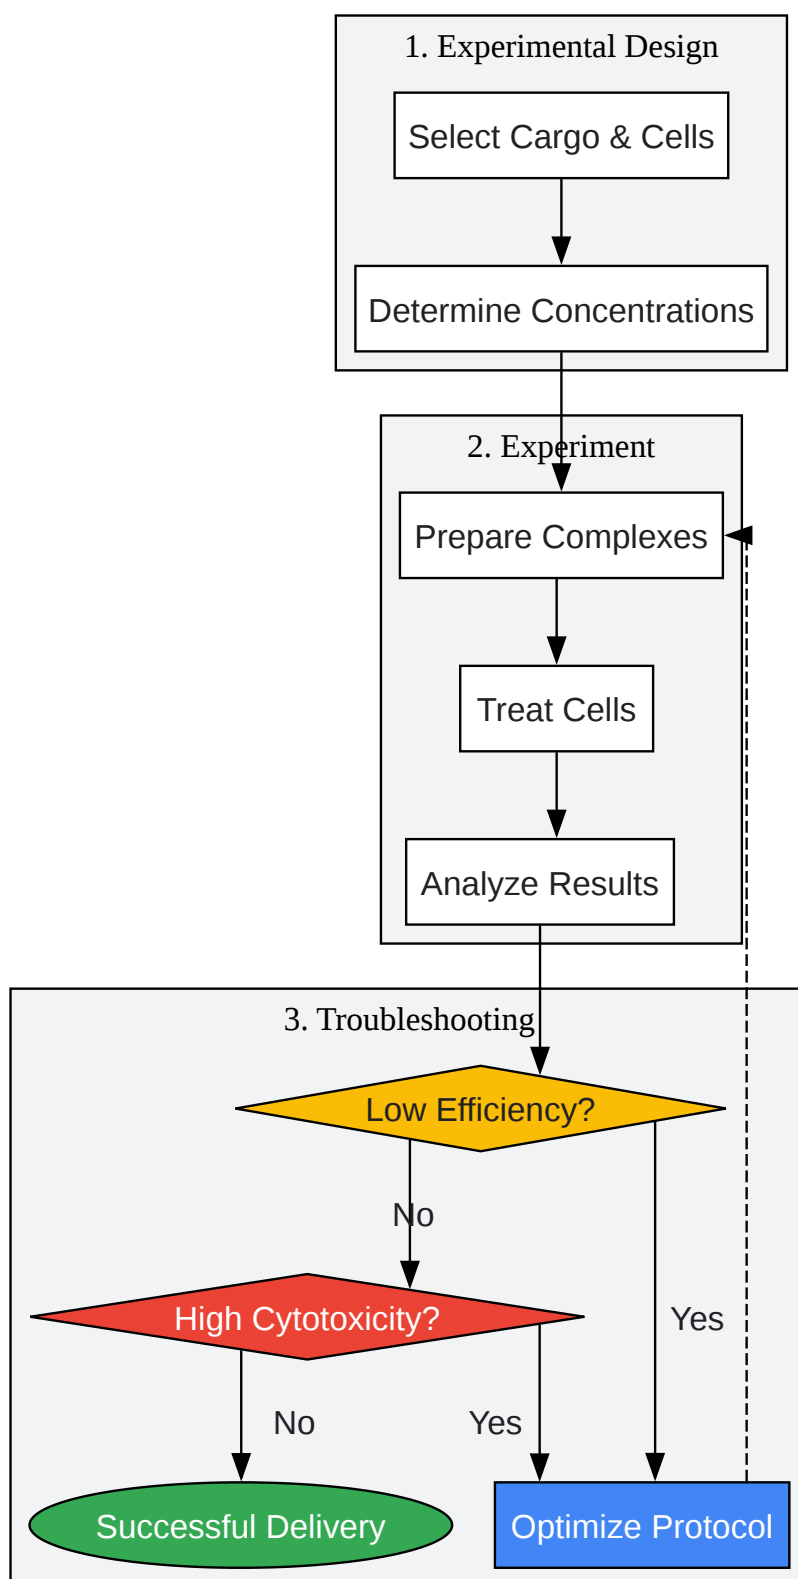 1. Experimental Design
Select Cargo & Cells
Determine Concentrations
2. Experiment
Prepare Complexes
Treat Cells
Analyze Results
3. Troubleshooting
Low Efficiency?
No
High Cytotoxicity?
Yes
No
Yes
Successful Delivery
Optimize Protocol